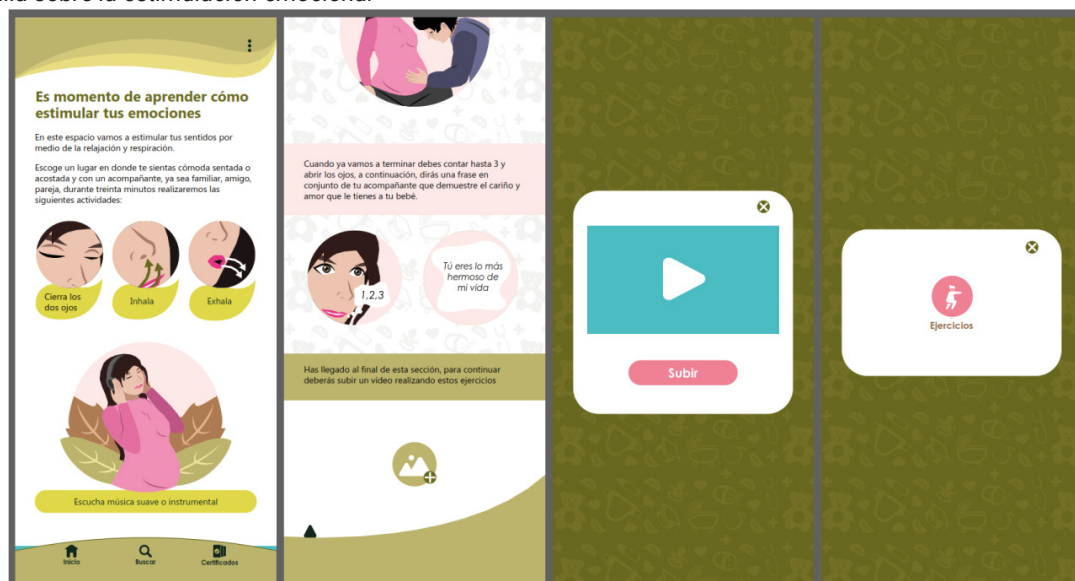 Es momento de aprender cómo
estimular tus emociones
En este espacio vamos a estimular tus sentidos por
medio de la relajación y respiración.
Escoge un lugar en donde te sientas cómoda sentada o
acostada y con un acompañante, ya sea familiar, amigo,
pareja, durante treinta minutos realizaremos las
siguientes actividades:
Cierra los
dos ojos
Inhala
Exhala
Escucha música suave o instrumental
Inicio
Buscar
Certificados
Cuando ya vamos a terminar debes contar hasta 3 y
abrir los ojos, a continuación, dirás una frase en
conjunto de tu acompañante que demuestre el cariño y
amor que le tienes a tu bebé.
1,2,3
Tú eres lo más
hermoso de
mi vida
Has llegado al final de esta sección, para continuar
deberás subir un video realizando estos ejercicios
Subir
Ejercicios